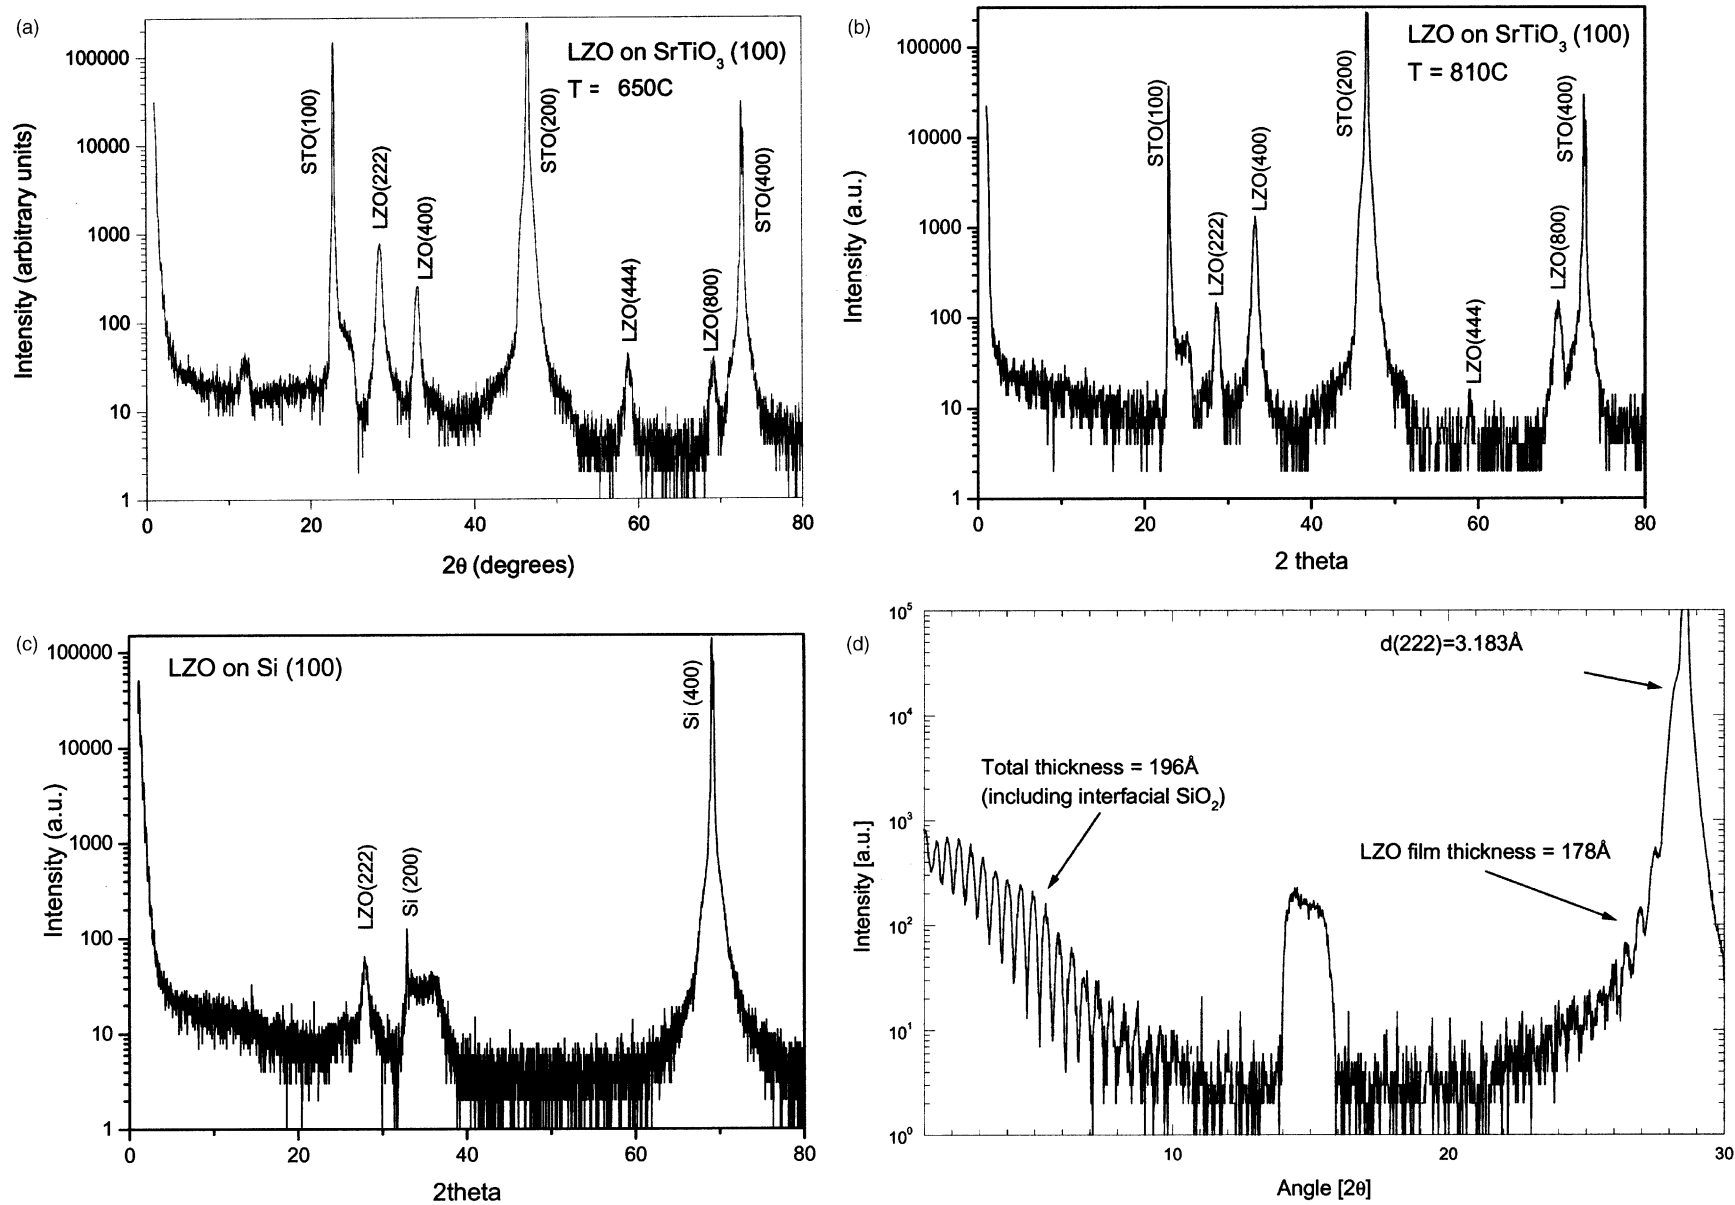 (a)
LZO on SrTiO3 (100)
T = 650C
STO(100)
LZO(222)
LZO(400)
STO(200)
LZO(444)
LZO(800)
STO(400)
Intensity (arbitrary units)
100000
10000
1000
100
10
1
0 20 40 60 80
2θ (degrees)
(b)
LZO on SrTiO3 (100)
T = 810C
STO(100)
LZO(222)
LZO(400)
STO(200)
LZO(444)
LZO(800)
STO(400)
Intensity (a.u.)
100000
10000
1000
100
10
1
0 20 40 60 80
2 theta
(c)
LZO on Si (100)
LZO(222)
Si (200)
Si (400)
Intensity (a.u.)
100000
10000
1000
100
10
1
0 20 40 60 80
2theta
(d)
d(222)=3.183Å
Total thickness = 196Å
(including interfacial SiO2)
LZO film thickness = 178Å
Intensity [a.u.]
10^5
10^4
10^3
10^2
10^1
10^0
10 20 30
Angle [2θ]